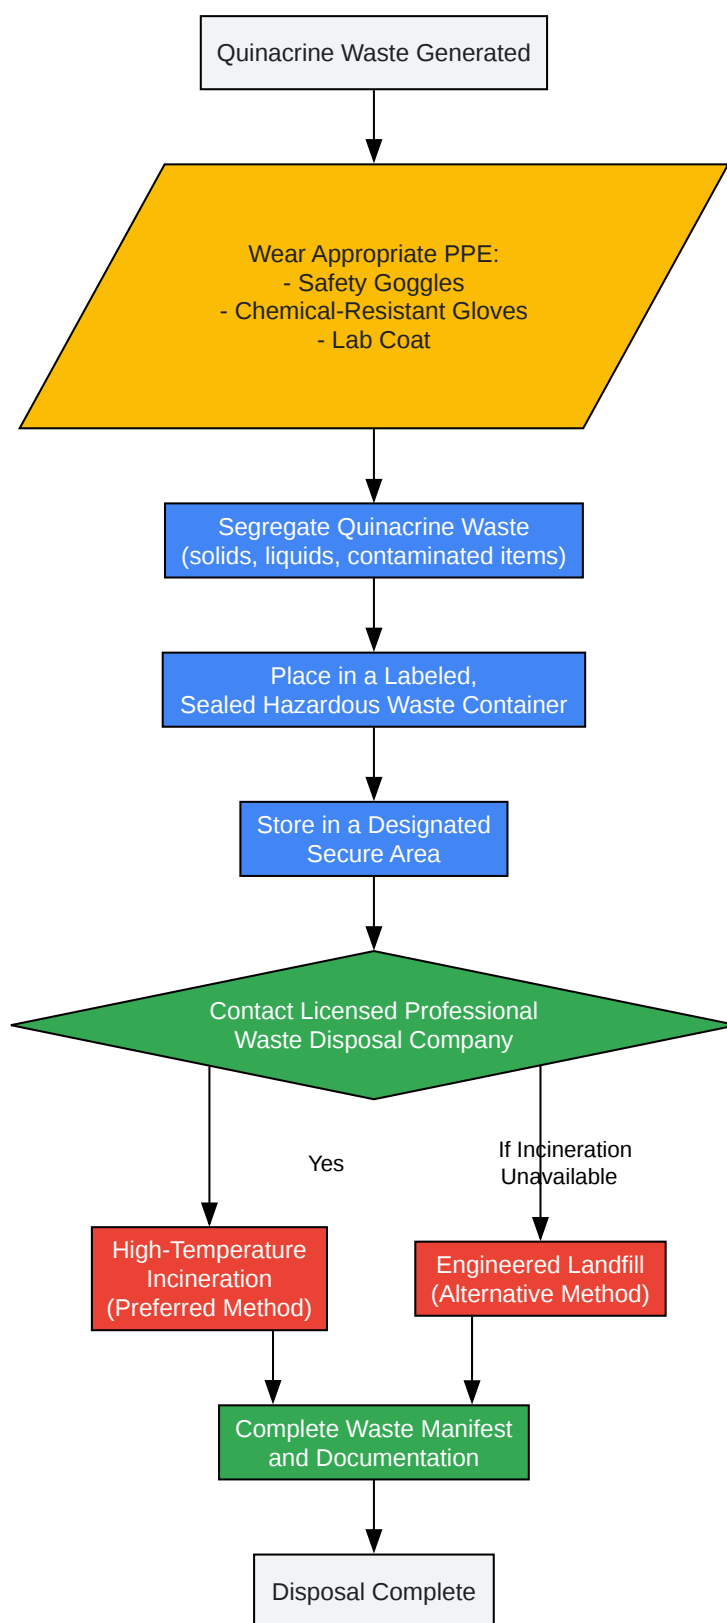 Quinacrine Waste Generated
Wear Appropriate PPE:
- Safety Goggles
- Chemical-Resistant Gloves
- Lab Coat
Segregate Quinacrine Waste
(solids, liquids, contaminated items)
Place in a Labeled,
Sealed Hazardous Waste Container
Store in a Designated
Secure Area
Contact Licensed Professional
Waste Disposal Company
Yes
If Incineration
Unavailable
High-Temperature
Incineration
(Preferred Method)
Engineered Landfill
(Alternative Method)
Complete Waste Manifest
and Documentation
Disposal Complete